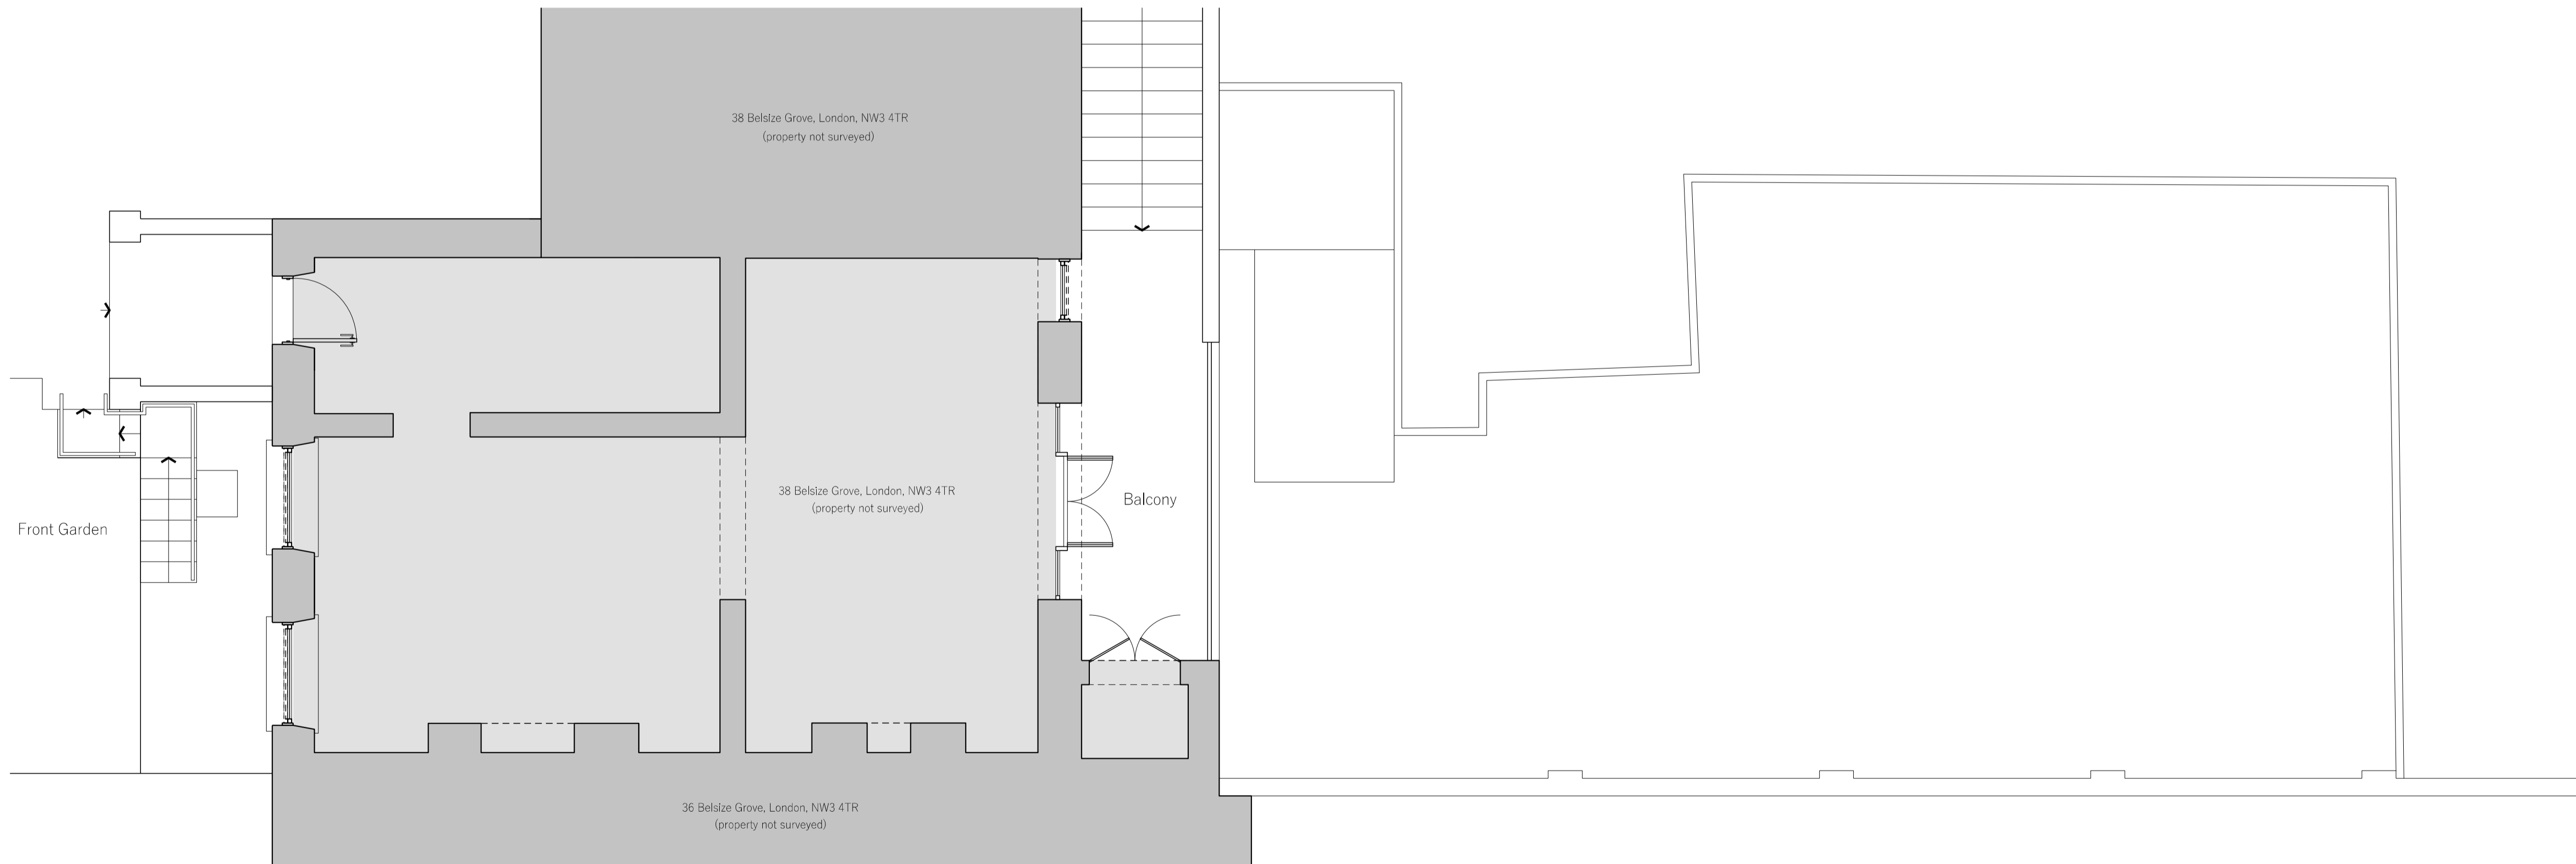 38 Belsize Grove, London, NW3 4TR
(property not surveyed)
38 Belsize Grove, London, NW3 4TR
(property not surveyed)
Balcony
Front Garden
36 Belsize Grove, London, NW3 4TR
(property not surveyed)